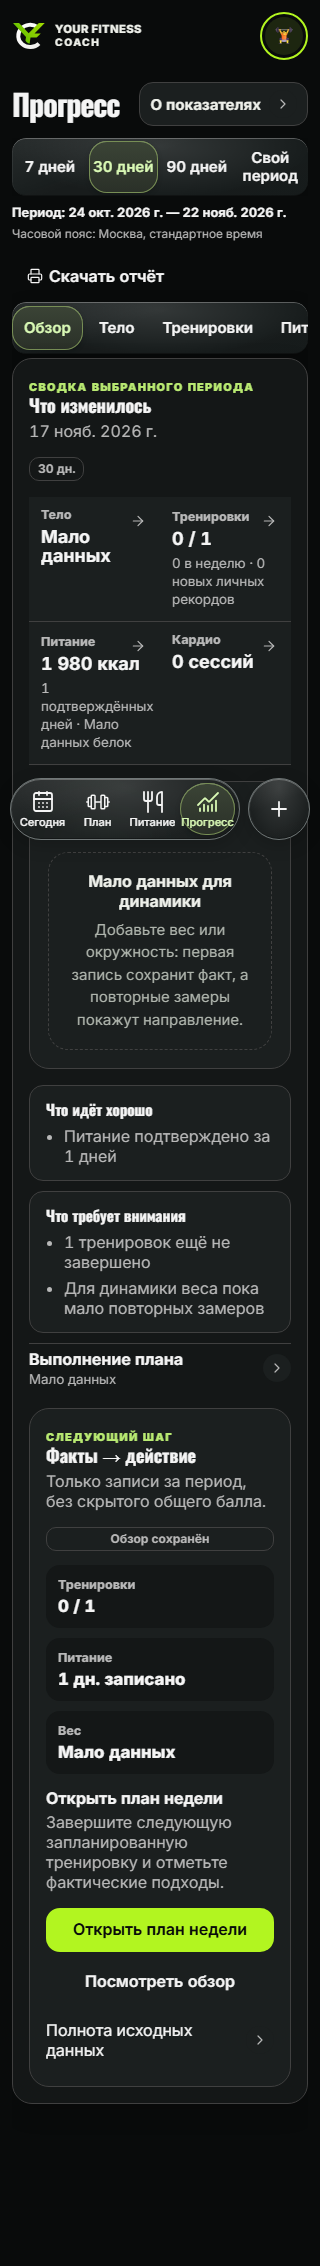 YOUR FITNESS
COACH
Прогресс
О показателях
7 дней
30 дней
90 дней
Свой
период
Период: 24 окт. 2026 г. — 22 нояб. 2026 г.
Часовой пояс: Москва, стандартное время
Скачать отчёт
Обзор
Тело
Тренировки
Пит
СВОДКА ВЫБРАННОГО ПЕРИОДА
Что изменилось
17 нояб. 2026 г.
30 дн.
Тело
Мало
данных
Тренировки
0 / 1
0 в неделю · 0
новых личных
рекордов
Питание
1 980 ккал
1
подтверждённых
дней · Мало
данных белок
Кардио
0 сессий
Сегодня
План
Питание
Прогресс
Мало данных для
динамики
Добавьте вес или
окружность: первая
запись сохранит факт, а
повторные замеры
покажут направление.
Что идёт хорошо
• Питание подтверждено за
1 дней
Что требует внимания
• 1 тренировок ещё не
завершено
• Для динамики веса пока
мало повторных замеров
Выполнение плана
Мало данных
СЛЕДУЮЩИЙ ШАГ
Факты → действие
Только записи за период,
без скрытого общего балла.
Обзор сохранён
Тренировки
0 / 1
Питание
1 дн. записано
Вес
Мало данных
Открыть план недели
Завершите следующую
запланированную
тренировку и отметьте
фактические подходы.
Открыть план недели
Посмотреть обзор
Полнота исходных
данных